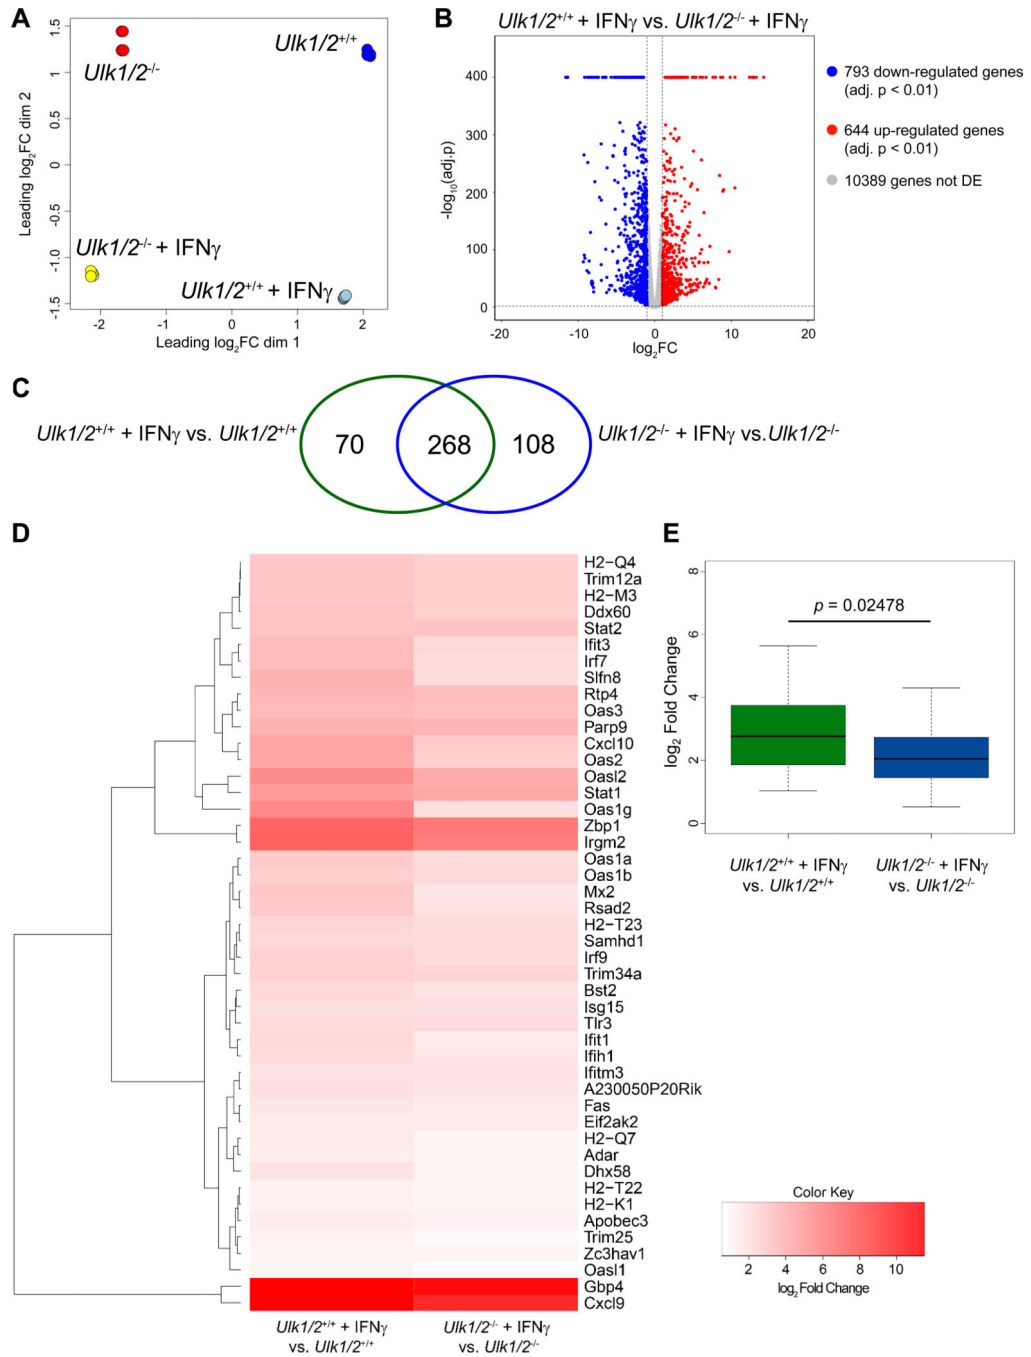 A
1.5
1
0.5
0
-0.5
-1.0
-1.5
-2
-1
0
1
2
Leading log₂FC dim 2
Leading log₂FC dim 1
Ulk1/2⁻/⁻
Ulk1/2⁺/⁺
Ulk1/2⁻/⁻ + IFNγ
Ulk1/2⁺/⁺ + IFNγ
B
Ulk1/2⁺/⁺ + IFNγ vs. Ulk1/2⁻/⁻ + IFNγ
400
300
200
100
0
-20
-10
0
10
20
-log₁₀(adj.p)
log₂FC
793 down-regulated genes
(adj. p < 0.01)
644 up-regulated genes
(adj. p < 0.01)
10389 genes not DE
C
Ulk1/2⁺/⁺ + IFNγ vs. Ulk1/2⁺/⁺
70
268
108
Ulk1/2⁻/⁻ + IFNγ vs.Ulk1/2⁻/⁻
D
H2−Q4
Trim12a
H2−M3
Ddx60
Stat2
Ifit3
Irf7
Slfn8
Rtp4
Oas3
Parp9
Cxcl10
Oas2
Oasl2
Stat1
Oas1g
Zbp1
Irgm2
Oas1a
Oas1b
Mx2
Rsad2
H2−T23
Samhd1
Irf9
Trim34a
Bst2
Isg15
Tlr3
Ifit1
Ifih1
Ifitm3
A230050P20Rik
Fas
Eif2ak2
H2−Q7
Adar
Dhx58
H2−T22
H2−K1
Apobec3
Trim25
Zc3hav1
Oasl1
Gbp4
Cxcl9
Ulk1/2⁺/⁺ + IFNγ
vs. Ulk1/2⁺/⁺
Ulk1/2⁻/⁻ + IFNγ
vs. Ulk1/2⁻/⁻
E
8
6
4
2
0
log₂ Fold Change
p = 0.02478
Ulk1/2⁺/⁺ + IFNγ
vs. Ulk1/2⁺/⁺
Ulk1/2⁻/⁻ + IFNγ
vs. Ulk1/2⁻/⁻
Color Key
2
4
6
8
10
log₂ Fold Change